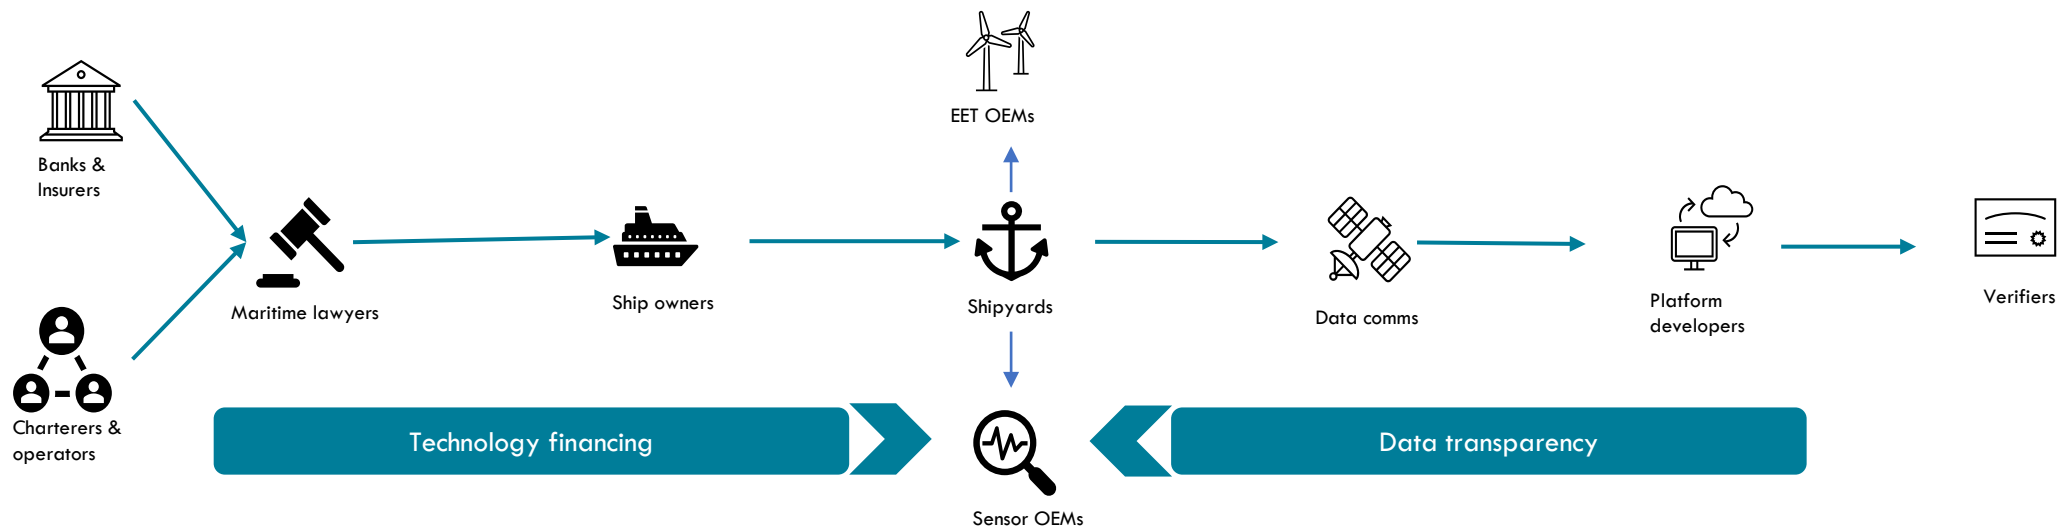 EET OEMs
Banks &
Insurers
Maritime lawyers
Ship owners
Shipyards
Data comms
Platform
developers
Verifiers
Charterers &
operators
Technology financing
Data transparency
Sensor OEMs